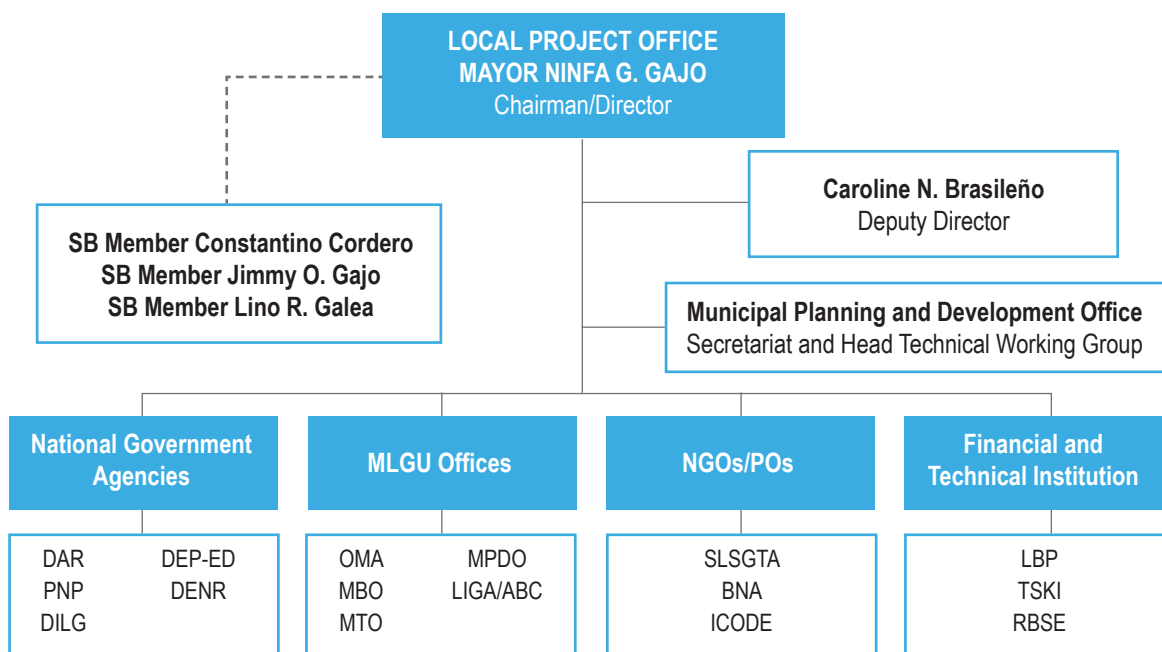 LOCAL PROJECT OFFICE
MAYOR NINFA G. GAJO
Chairman/Director
Caroline N. Brasileño
Deputy Director
SB Member Constantino Cordero
SB Member Jimmy O. Gajo
SB Member Lino R. Galea
Municipal Planning and Development Office
Secretariat and Head Technical Working Group
National Government
Agencies
MLGU Offices
NGOs/POs
Financial and
Technical Institution
DAR DEP-ED
PNP DENR
DILG
OMA MPDO
MBO LIGA/ABC
MTO
SLSGTA
BNA
ICODE
LBP
TSKI
RBSE